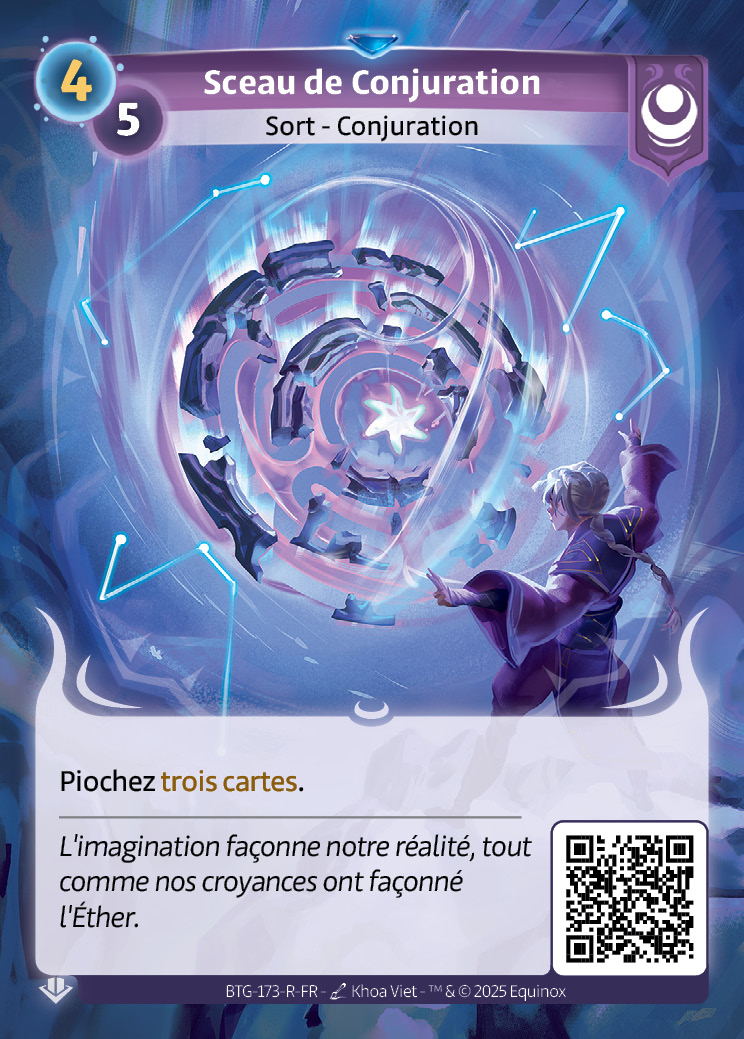 4
Sceau de Conjuration
5
Sort - Conjuration
Piochez trois cartes.
L'imagination façonne notre réalité, tout
comme nos croyances ont façonné
l'Éther.
BTG-173-R-FR - Khoa Viet - ™ & © 2025 Equinox